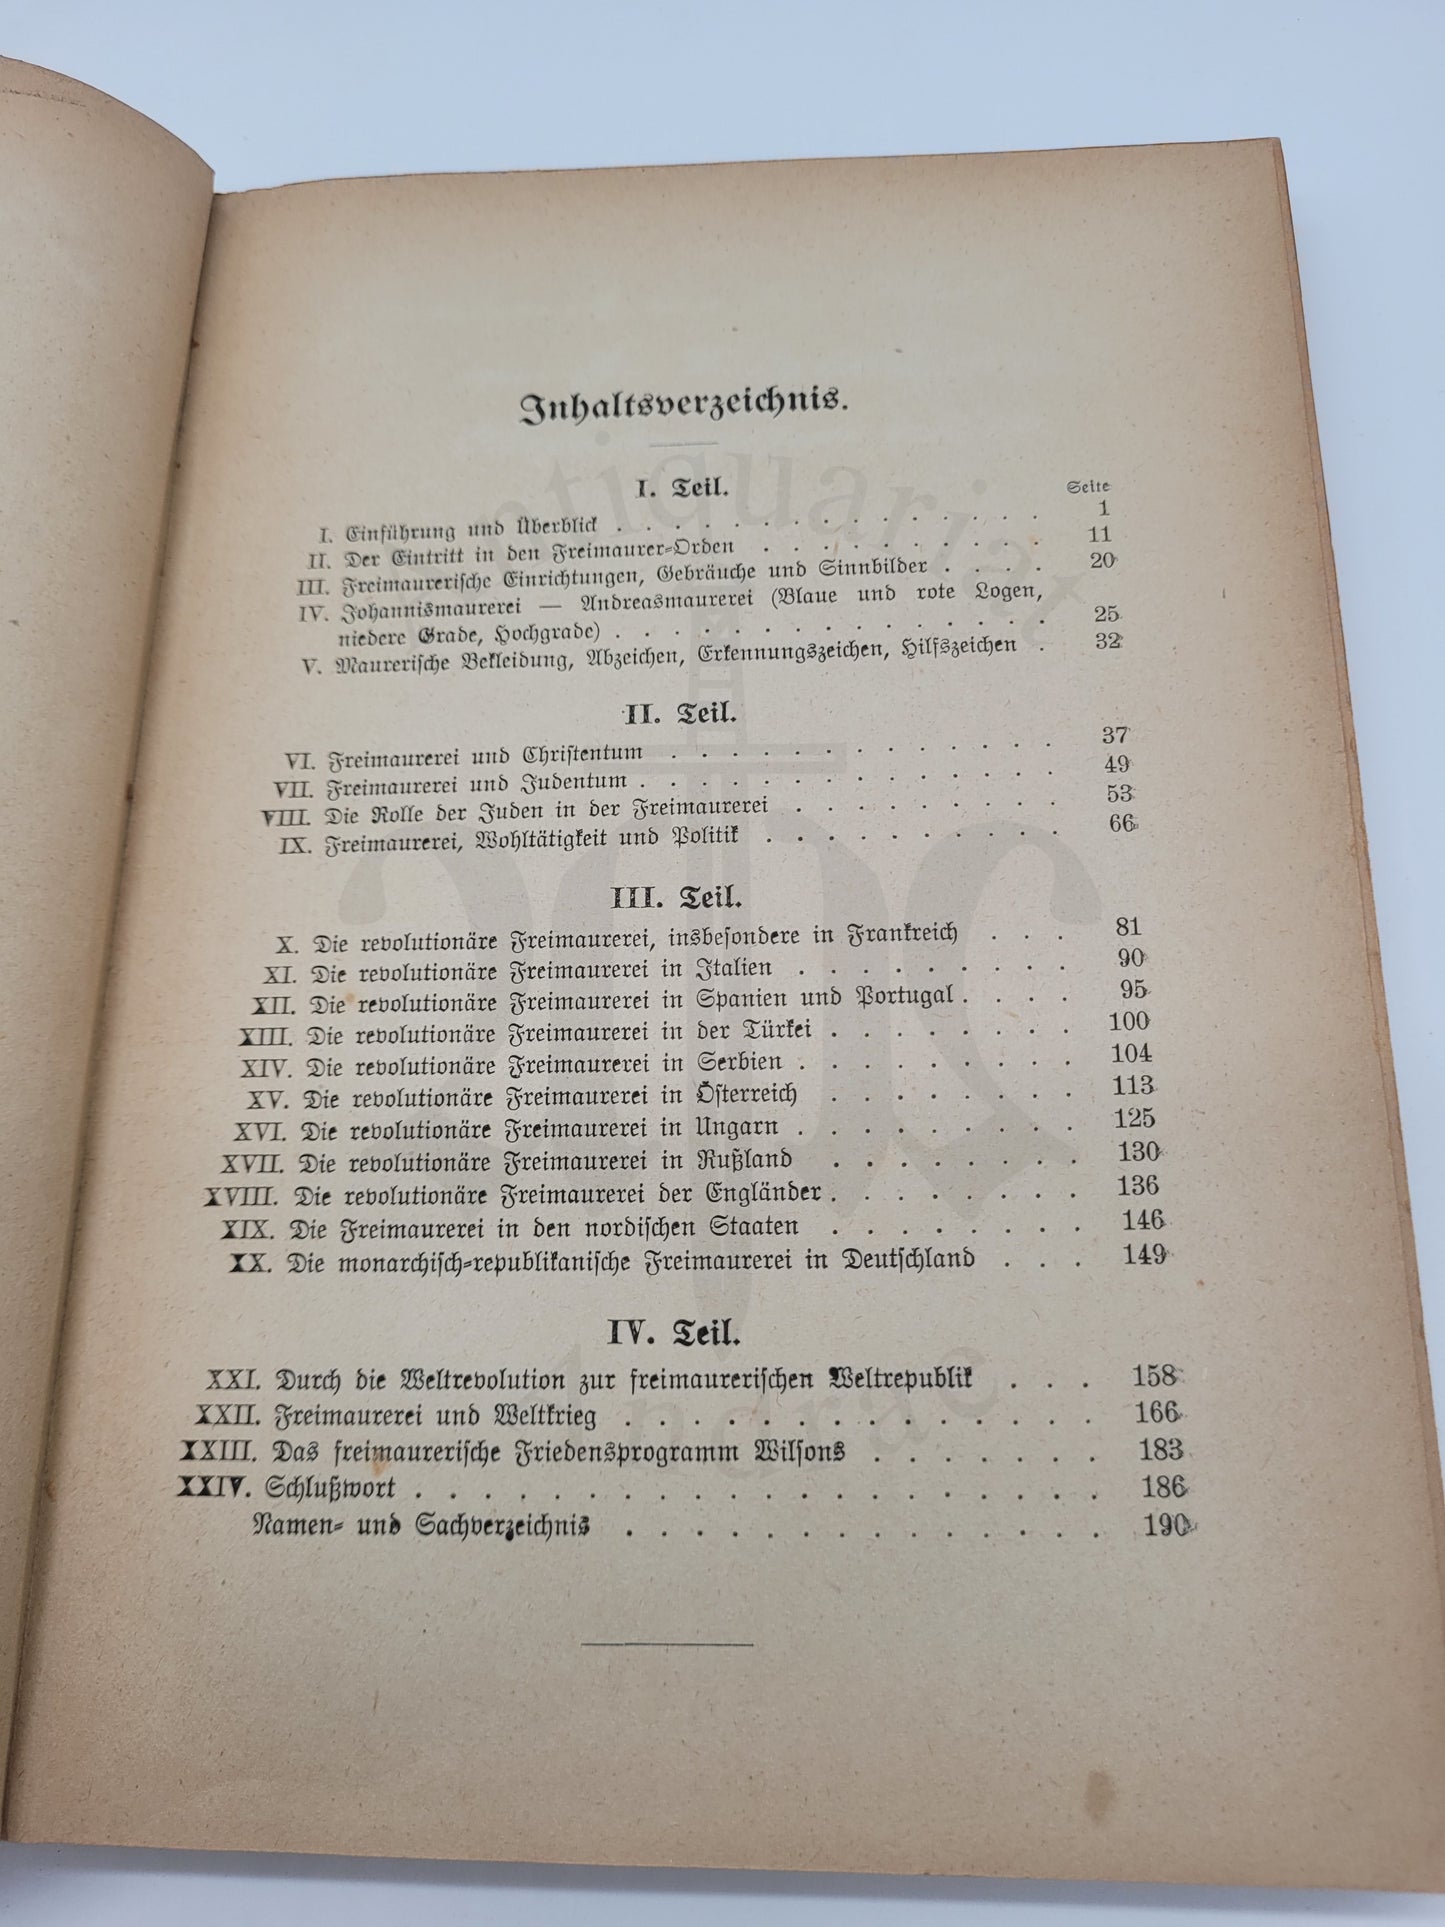 Inhaltsverzeichnis.
I. Teil.
Seite
I. Einführung und Überblick . . . . . . . . . . . . . . 1
II. Der Eintritt in den Freimaurer-Orden . . . . . . . . . . 11
III. Freimaurerische Einrichtungen, Gebräuche und Sinnbilder . . . . 20
IV. Johannismaurerei — Andreasmaurerei (Blaue und rote Logen,
niedere Grade, Hochgrade) . . . . . . . . . . . . . . . 25
V. Maurerische Bekleidung, Abzeichen, Erkennungszeichen, Hilfszeichen . 32
II. Teil.
VI. Freimaurerei und Christentum . . . . . . . . . . . . . 37
VII. Freimaurerei und Judentum . . . . . . . . . . . . . . 49
VIII. Die Rolle der Juden in der Freimaurerei . . . . . . . . . 53
IX. Freimaurerei, Wohltätigkeit und Politik . . . . . . . . . . 66
III. Teil.
X. Die revolutionäre Freimaurerei, insbesondere in Frankreich . . . 81
XI. Die revolutionäre Freimaurerei in Italien . . . . . . . . . 90
XII. Die revolutionäre Freimaurerei in Spanien und Portugal . . . . 95
XIII. Die revolutionäre Freimaurerei in der Türkei . . . . . . . . 100
XIV. Die revolutionäre Freimaurerei in Serbien . . . . . . . . . 104
XV. Die revolutionäre Freimaurerei in Österreich . . . . . . . . 113
XVI. Die revolutionäre Freimaurerei in Ungarn . . . . . . . . . 125
XVII. Die revolutionäre Freimaurerei in Rußland . . . . . . . . 130
XVIII. Die revolutionäre Freimaurerei der Engländer . . . . . . . . 136
XIX. Die Freimaurerei in den nordischen Staaten . . . . . . . . 146
XX. Die monarchisch-republikanische Freimaurerei in Deutschland . . . 149
IV. Teil.
XXI. Durch die Weltrevolution zur freimaurerischen Weltrepublik . . . 158
XXII. Freimaurerei und Weltkrieg . . . . . . . . . . . . . . 166
XXIII. Das freimaurerische Friedensprogramm Wilsons . . . . . . . 183
XXIV. Schlußwort . . . . . . . . . . . . . . . . . . . . 186
Namen- und Sachverzeichnis . . . . . . . . . . . . . . 190